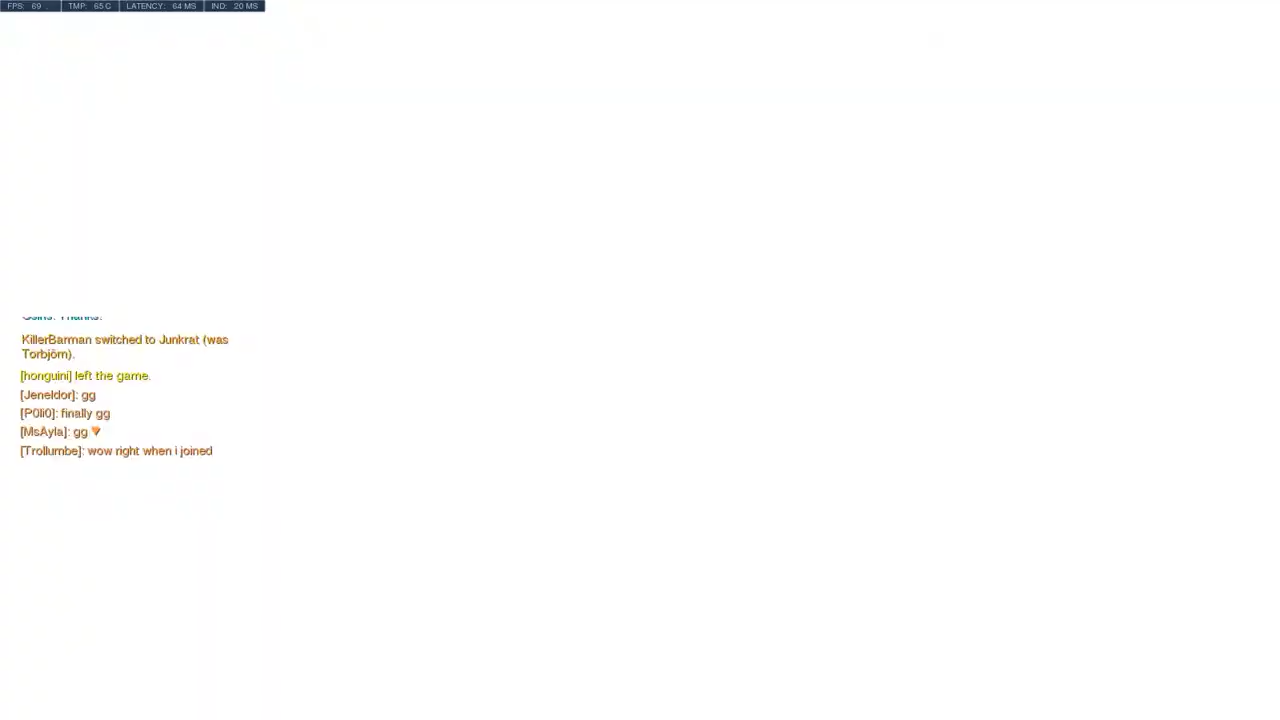 FPS: 69 TMP: 65 C LATENCY: 64 MS IND: 20 MS
KillerBarman switched to Junkrat (was
Torbjörn).
[honguini] left the game.
[Jeneldor]: gg
[P0li0]: finally gg
[MsAyla]: gg
[Trollumbe]: wow right when i joined